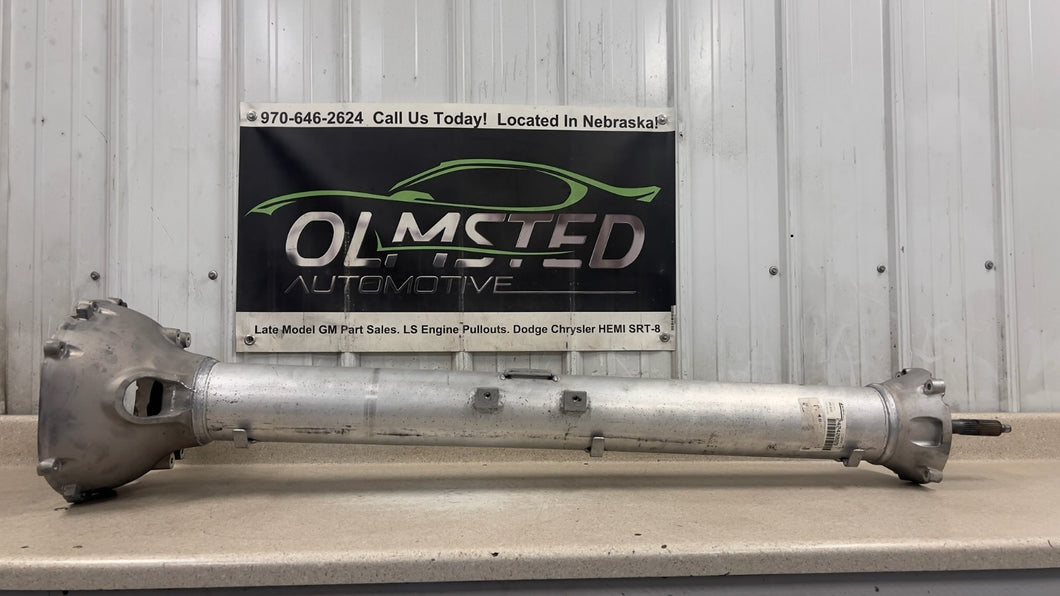 970-646-2624 Call Us Today! Located In Nebraska!
OLMSTED
AUTOMOTIVE
Late Model GM Part Sales. LS Engine Pullouts. Dodge Chrysler HEMI SRT-8